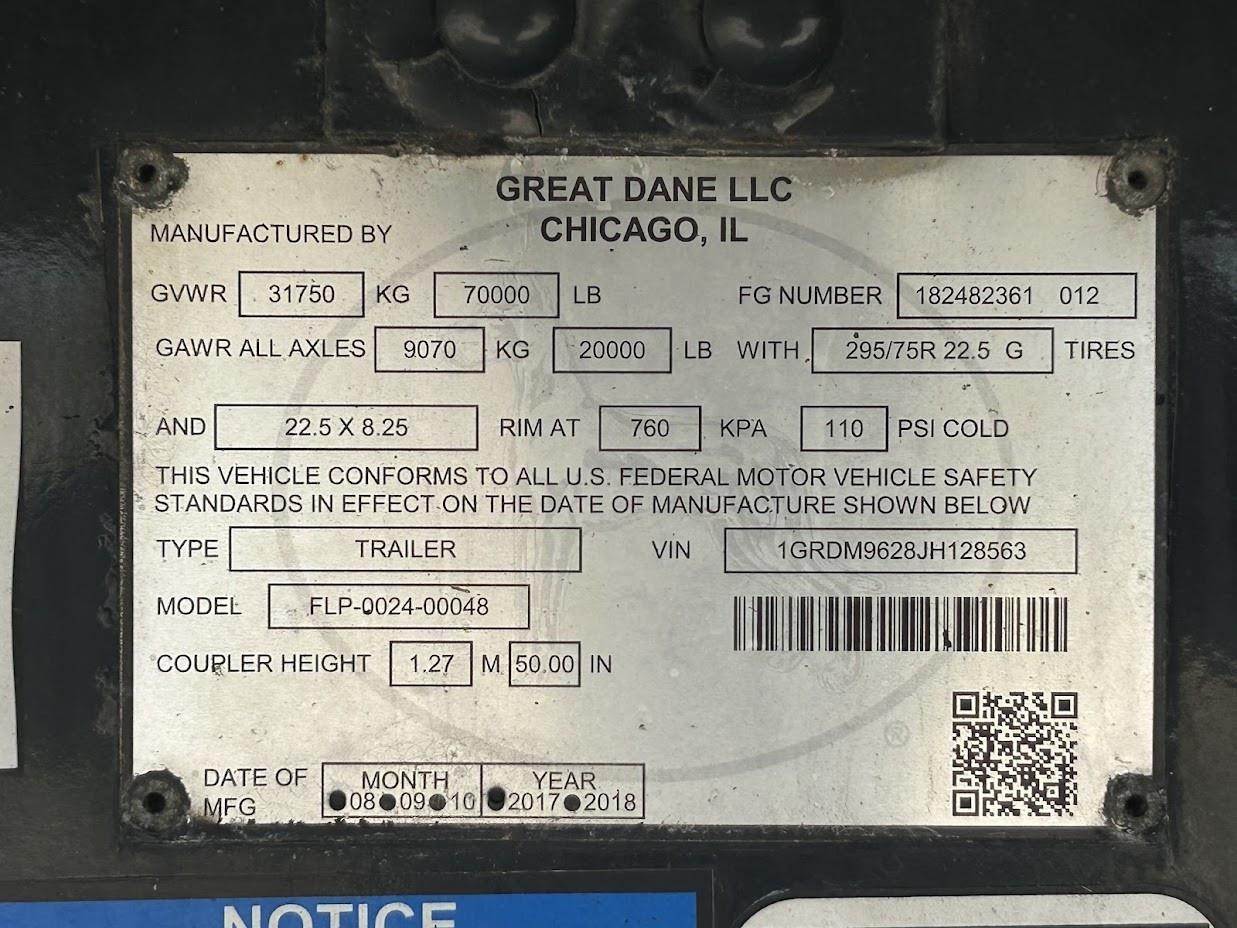 GREAT DANE LLC
MANUFACTURED BY CHICAGO, IL
GVWR 31750 KG 70000 LB FG NUMBER 182482361 012
GAWR ALL AXLES 9070 KG 20000 LB WITH 295/75R 22.5 G TIRES
AND 22.5 X 8.25 RIM AT 760 KPA 110 PSI COLD
THIS VEHICLE CONFORMS TO ALL U.S. FEDERAL MOTOR VEHICLE SAFETY
STANDARDS IN EFFECT ON THE DATE OF MANUFACTURE SHOWN BELOW
TYPE TRAILER VIN 1GRDM9628JH128563
MODEL FLP-0024-00048
COUPLER HEIGHT 1.27 M 50.00 IN
®
DATE OF MONTH YEAR
MFG 08 09 10 2017 2018
NOTICE